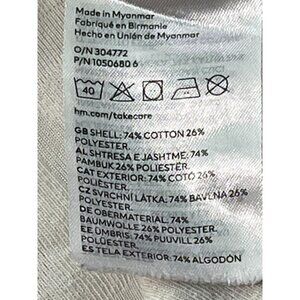 Made in Myanmar
Fabriqué en Birmanie
Hecho en Unión de Myanmar
O/N 304772
P/N 1050680 6
40
hm.com/takecare
GB SHELL: 74% COTTON 26%
POLYESTER.
AL SHTRESA E JASHTME: 74%
PAMBUK 26% POLIESTËR.
CAT EXTERIOR: 74% COTÓ 26%
POLIÈSTER.
CZ SVRCHNÍ LÁTKA: 74% BAVLNA 26%
POLYESTER.
DE OBERMATERIAL: 74%
BAUMWOLLE 26% POLYESTER
EE ÜMBRIS: 74% PUUVILL 26%
POLÜESTER.
ES TELA EXTERIOR: 74% ALGODÓN